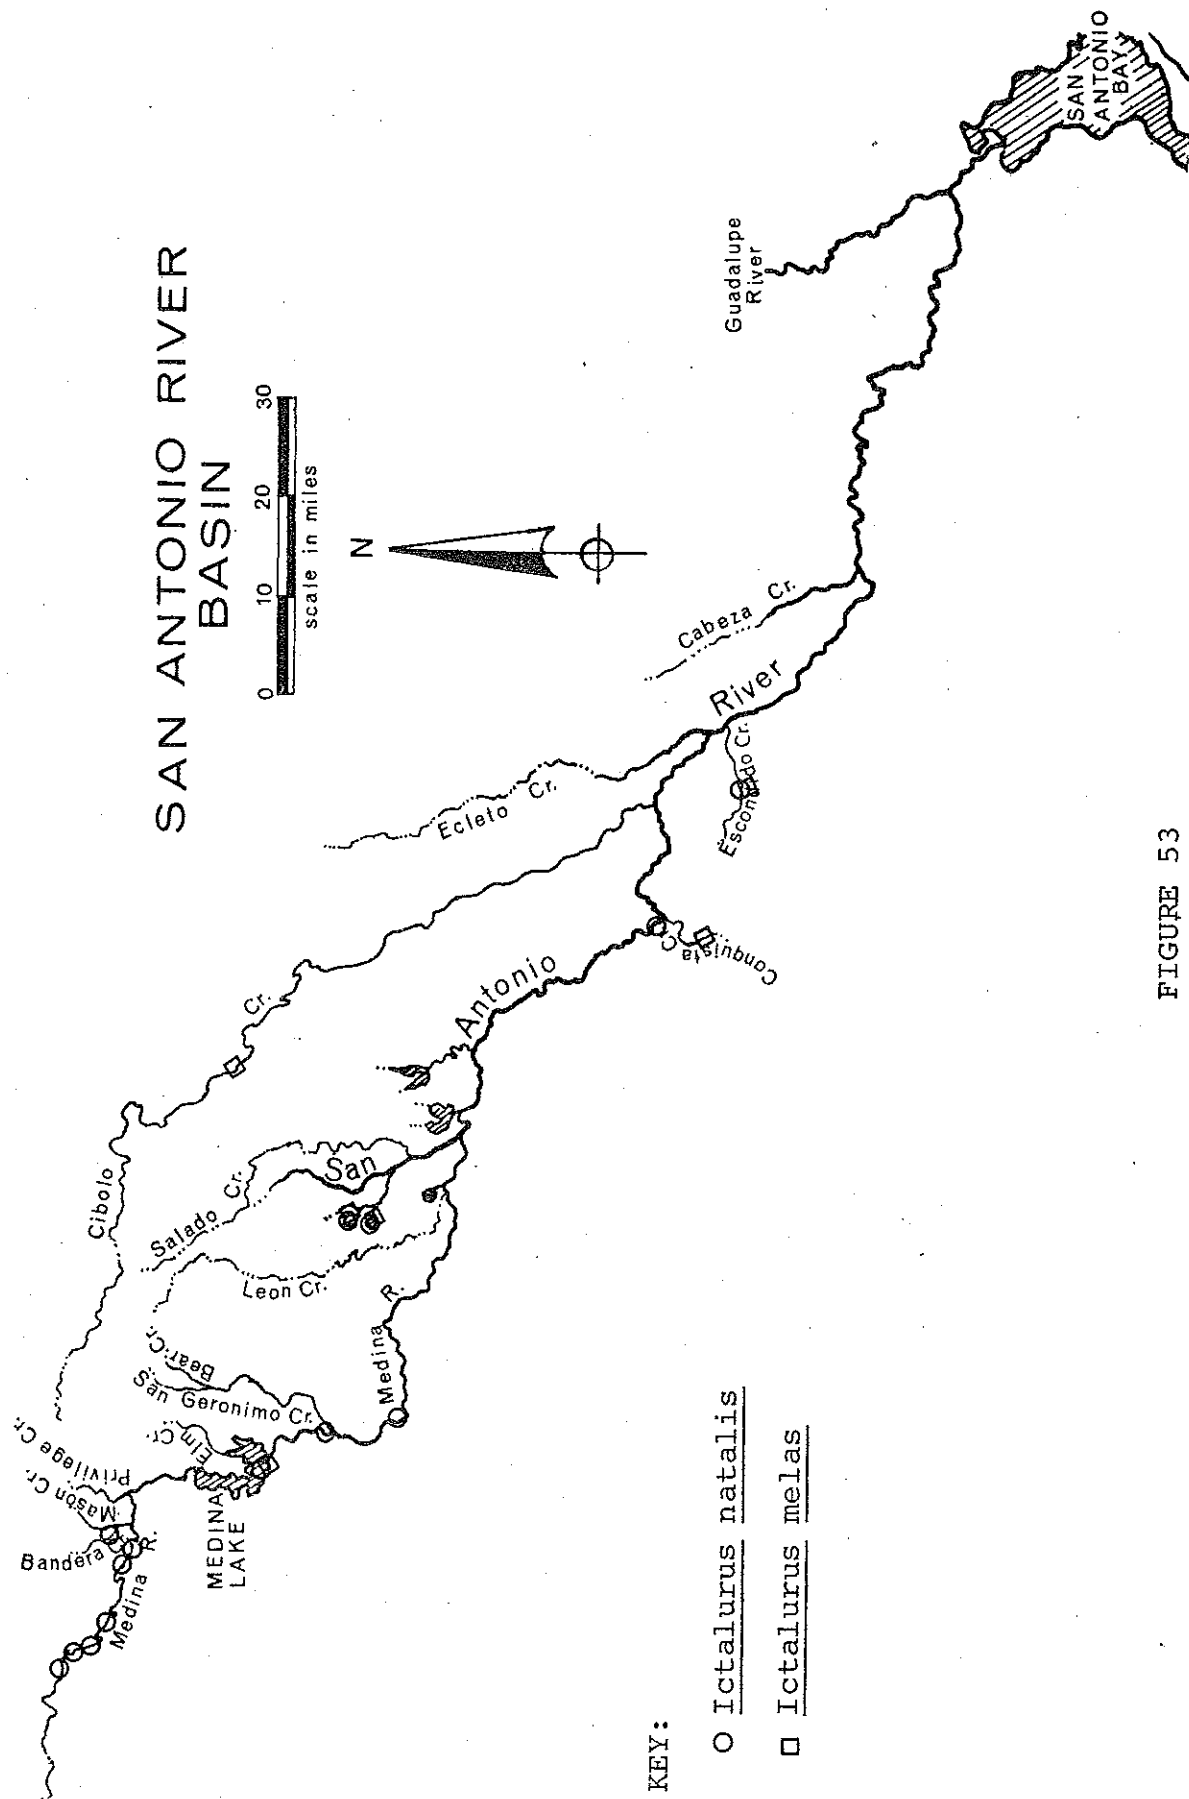 SAN ANTONIO RIVER
BASIN
0 10 20 30
scale in miles
N
Guadalupe
River
SAN
ANTONIO
BAY
Cabeza Cr.
River
Escondido Cr.
Ecleto Cr.
Conquista Cr.
Antonio
Cibolo Cr.
San
Salado Cr.
Leon Cr.
Medina R.
Bear Cr.
San Geronimo Cr.
Elm Cr.
MEDINA
LAKE
Privilege Cr.
Mason Cr.
Bandera Cr.
Medina R.
KEY:
Ictalurus natalis
Ictalurus melas
FIGURE 53